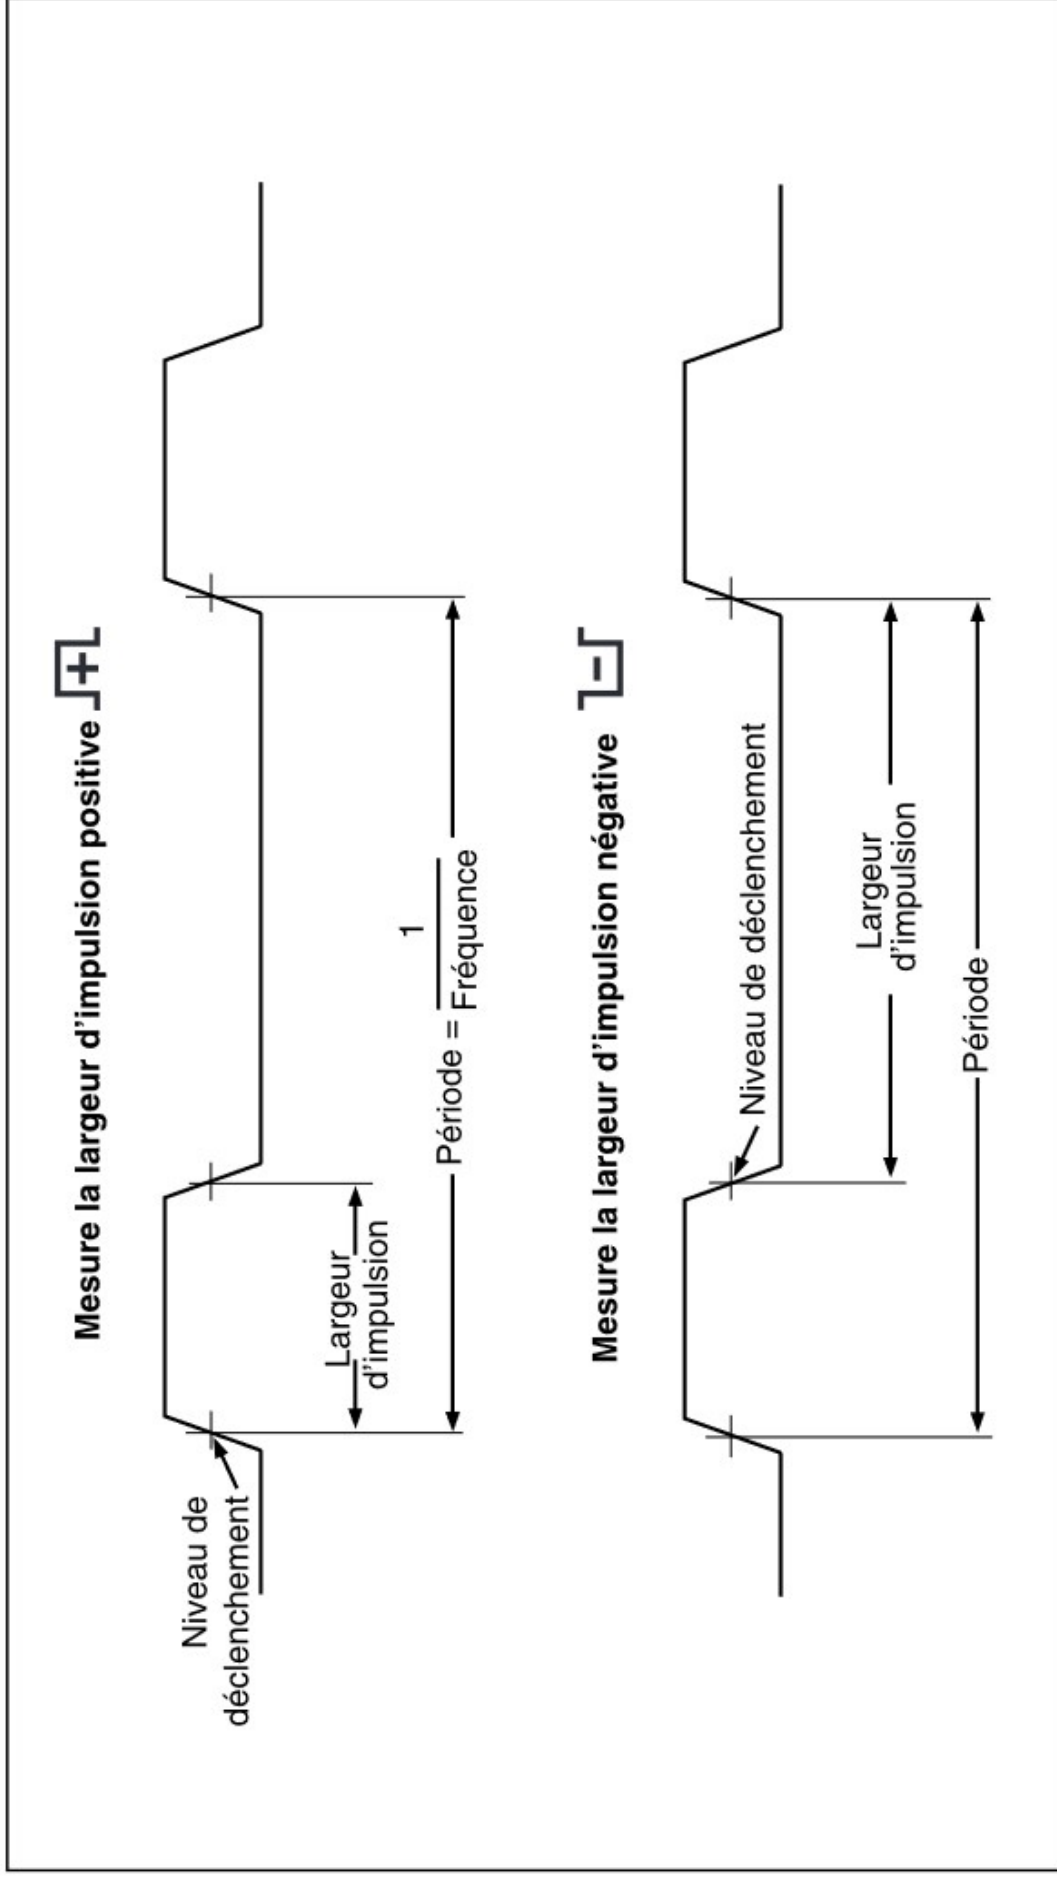 Mesure la largeur d'impulsion positive
+
Niveau de
déclenchement
Largeur
d'impulsion
1
Période =
Fréquence
Mesure la largeur d'impulsion négative
-
Niveau de déclenchement
Largeur
d'impulsion
Période